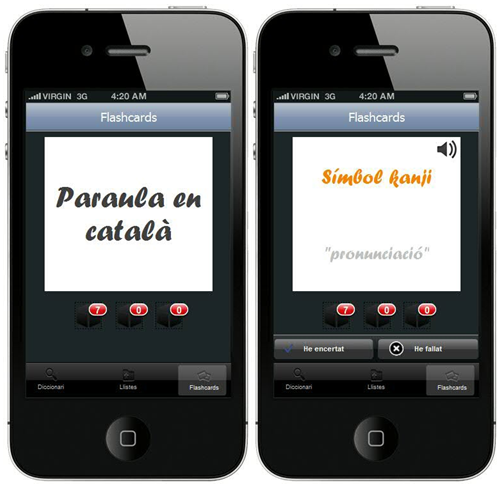 VIRGIN 3G 4:20 AM
Flashcards
Paraula en
català
7 0 0
Diccionari Llistes Flashcards
VIRGIN 3G 4:20 AM
Flashcards
Símbol kanji
"pronunciació"
7 0 0
He encertat He fallat
Diccionari Llistes Flashcards